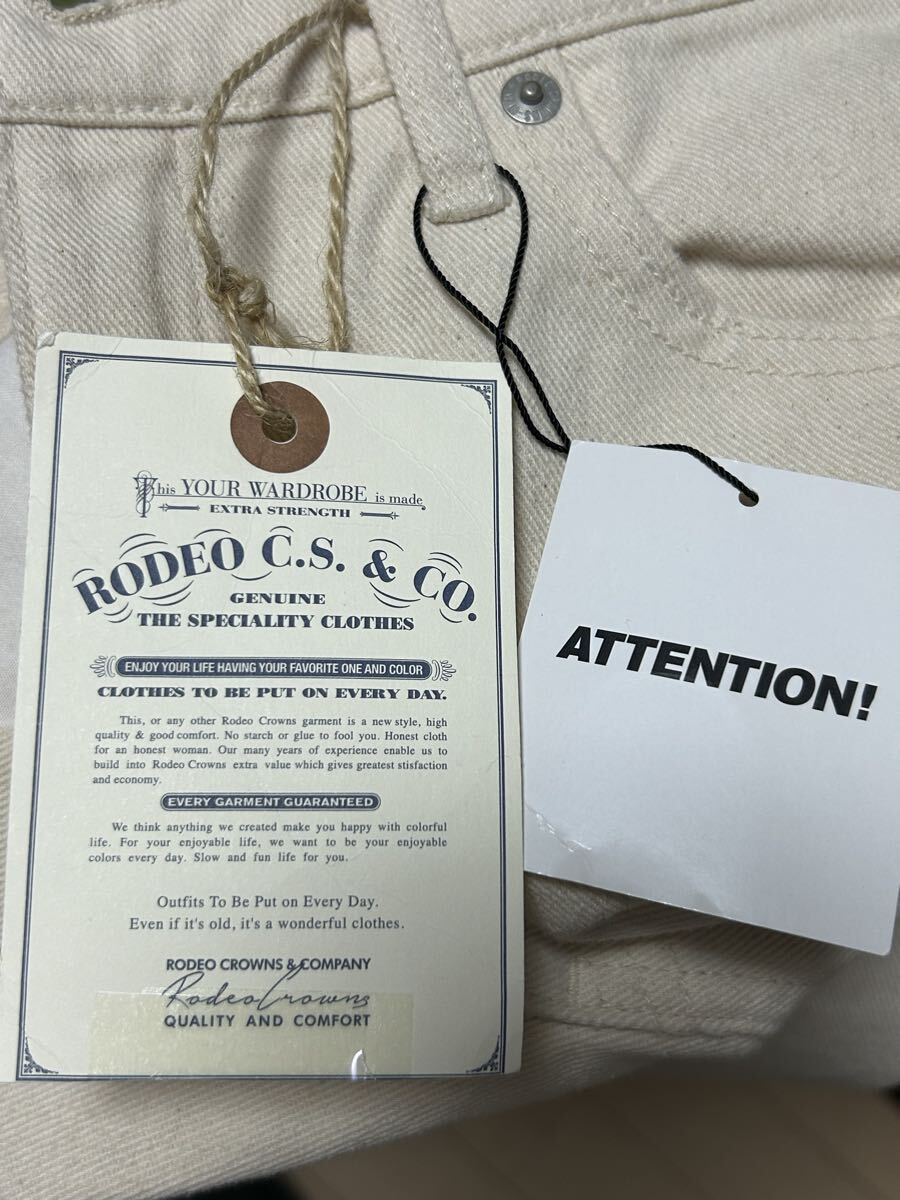 This YOUR WARDROBE is made.
EXTRA STRENGTH
RODEO C.S. & CO.
GENUINE
THE SPECIALITY CLOTHES
ENJOY YOUR LIFE HAVING YOUR FAVORITE ONE AND COLOR
CLOTHES TO BE PUT ON EVERY DAY.
This, or any other Rodeo Crowns garment is a new style, high
quality & good comfort. No starch or glue to fool you. Honest cloth
for an honest woman. Our many years of experience enable us to
build into Rodeo Crowns extra value which gives greatest stisfaction
and economy.
EVERY GARMENT GUARANTEED
We think anything we created make you happy with colorful
life. For your enjoyable life, we want to be your enjoyable
colors every day. Slow and fun life for you.
Outfits To Be Put on Every Day.
Even if it's old, it's a wonderful clothes.
RODEO CROWNS & COMPANY
Rodeo Crowns
QUALITY AND COMFORT
ATTENTION!